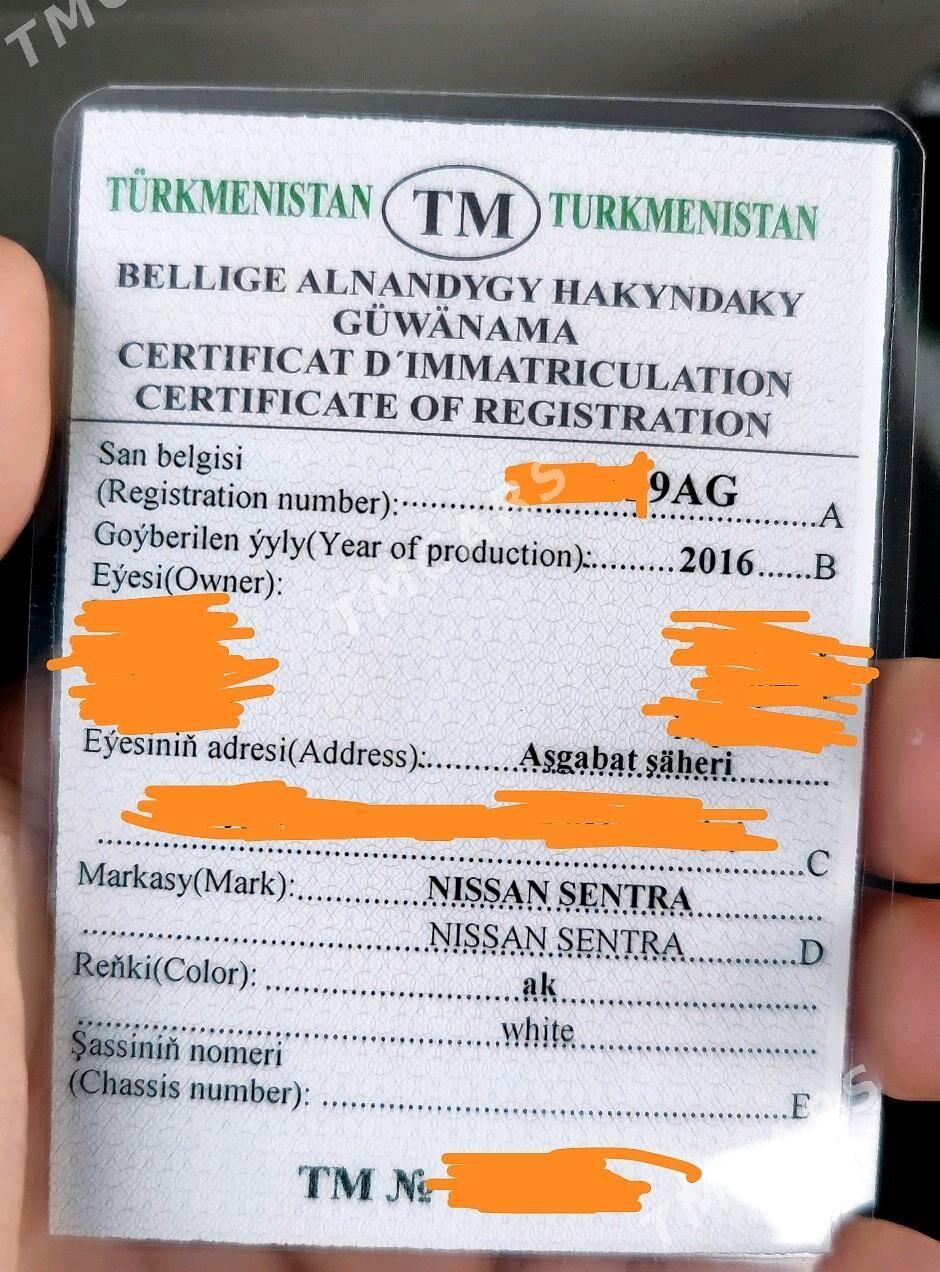 TÜRKMENISTAN TM TURKMENISTAN
BELLIGE ALNANDYGY HAKYNDAKY
GÜWÄNAMA
CERTIFICAT D´IMMATRICULATION
CERTIFICATE OF REGISTRATION
San belgisi
(Registration number):..........................9AG........A
Goýberilen ýyly(Year of production):.........2016......B
Eýesi(Owner):
Eýesiniň adresi(Address):.........Aşgabat şäheri..........
......................................................C
Markasy(Mark):.............NISSAN SENTRA..............
...................................NISSAN SENTRA............D
Reňki(Color): ..........................ak..........................
...........................................white.........................
Şassiniň nomeri
(Chassis number): ..............................................E
TM №
TMCARS